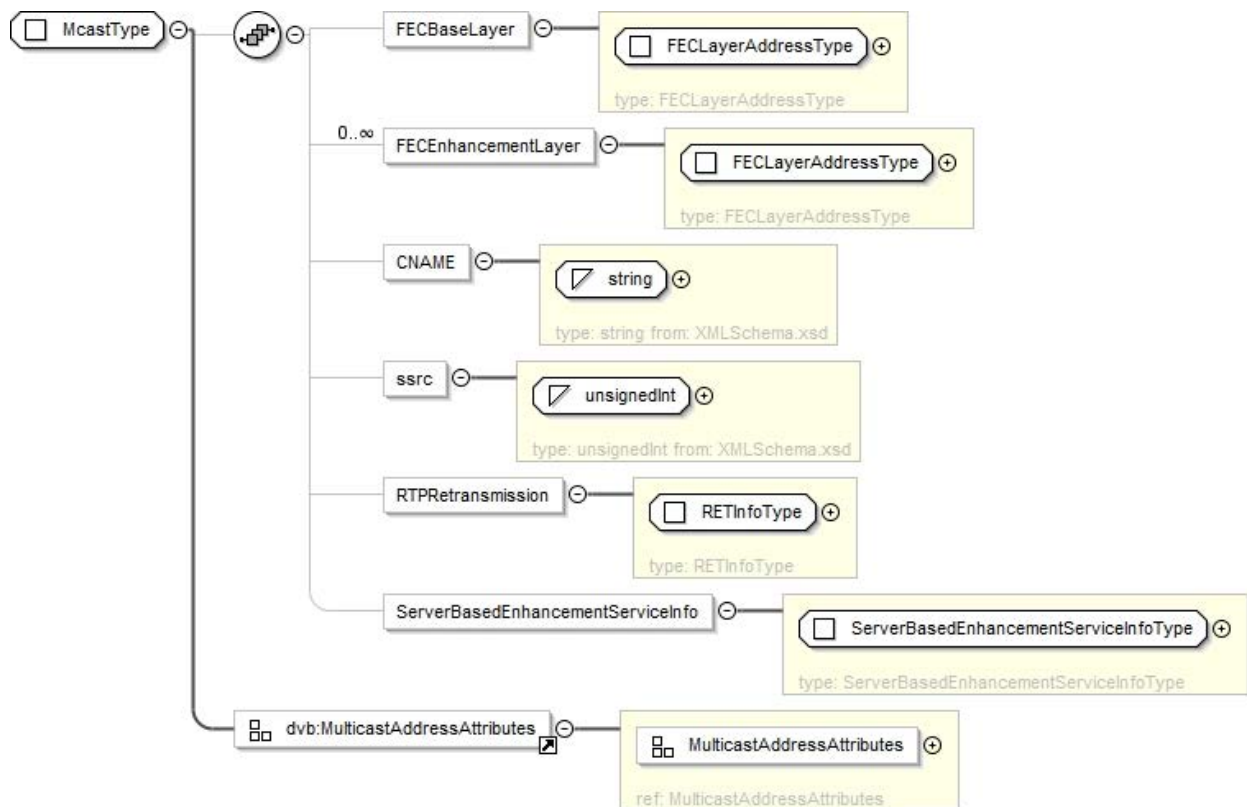 McastType
FECBaseLayer
FECLayerAddressType
type: FECLayerAddressType
0..∞
FECEnhancementLayer
FECLayerAddressType
type: FECLayerAddressType
CNAME
string
type: string from: XMLSchema.xsd
ssrc
unsignedInt
type: unsignedInt from: XMLSchema.xsd
RTPRetransmission
RETInfoType
type: RETInfoType
ServerBasedEnhancementServiceInfo
ServerBasedEnhancementServiceInfoType
type: ServerBasedEnhancementServiceInfoType
dvb:MulticastAddressAttributes
MulticastAddressAttributes
ref: MulticastAddressAttributes